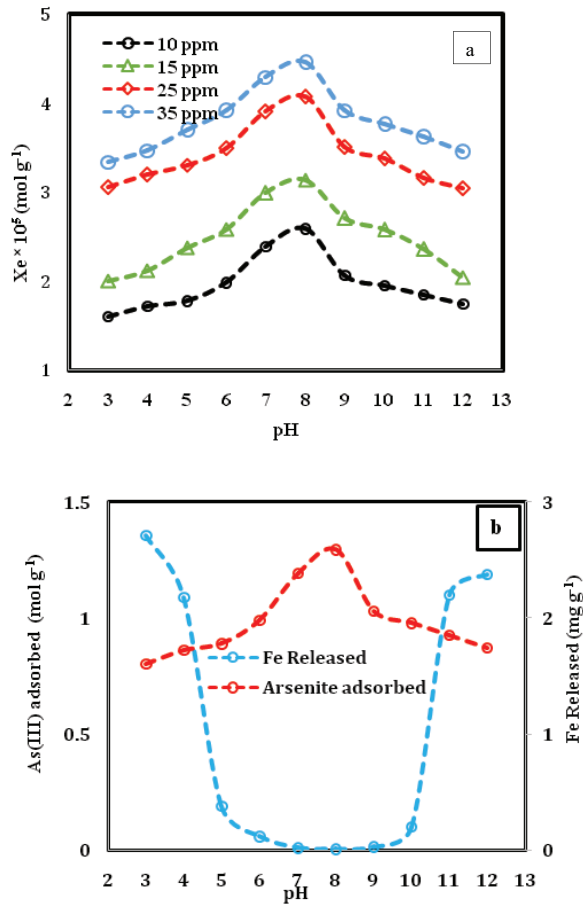 a
10 ppm
15 ppm
25 ppm
35 ppm
Xe * 10⁵ (mol g⁻¹)
5
4
3
2
1
2 3 4 5 6 7 8 9 10 11 12 13
pH
b
Fe Released
Arsenite adsorbed
As(III) adsorbed (mol g⁻¹)
1.5
1
0.5
0
Fe Released (mg g⁻¹)
3
2
1
0
2 3 4 5 6 7 8 9 10 11 12 13
pH